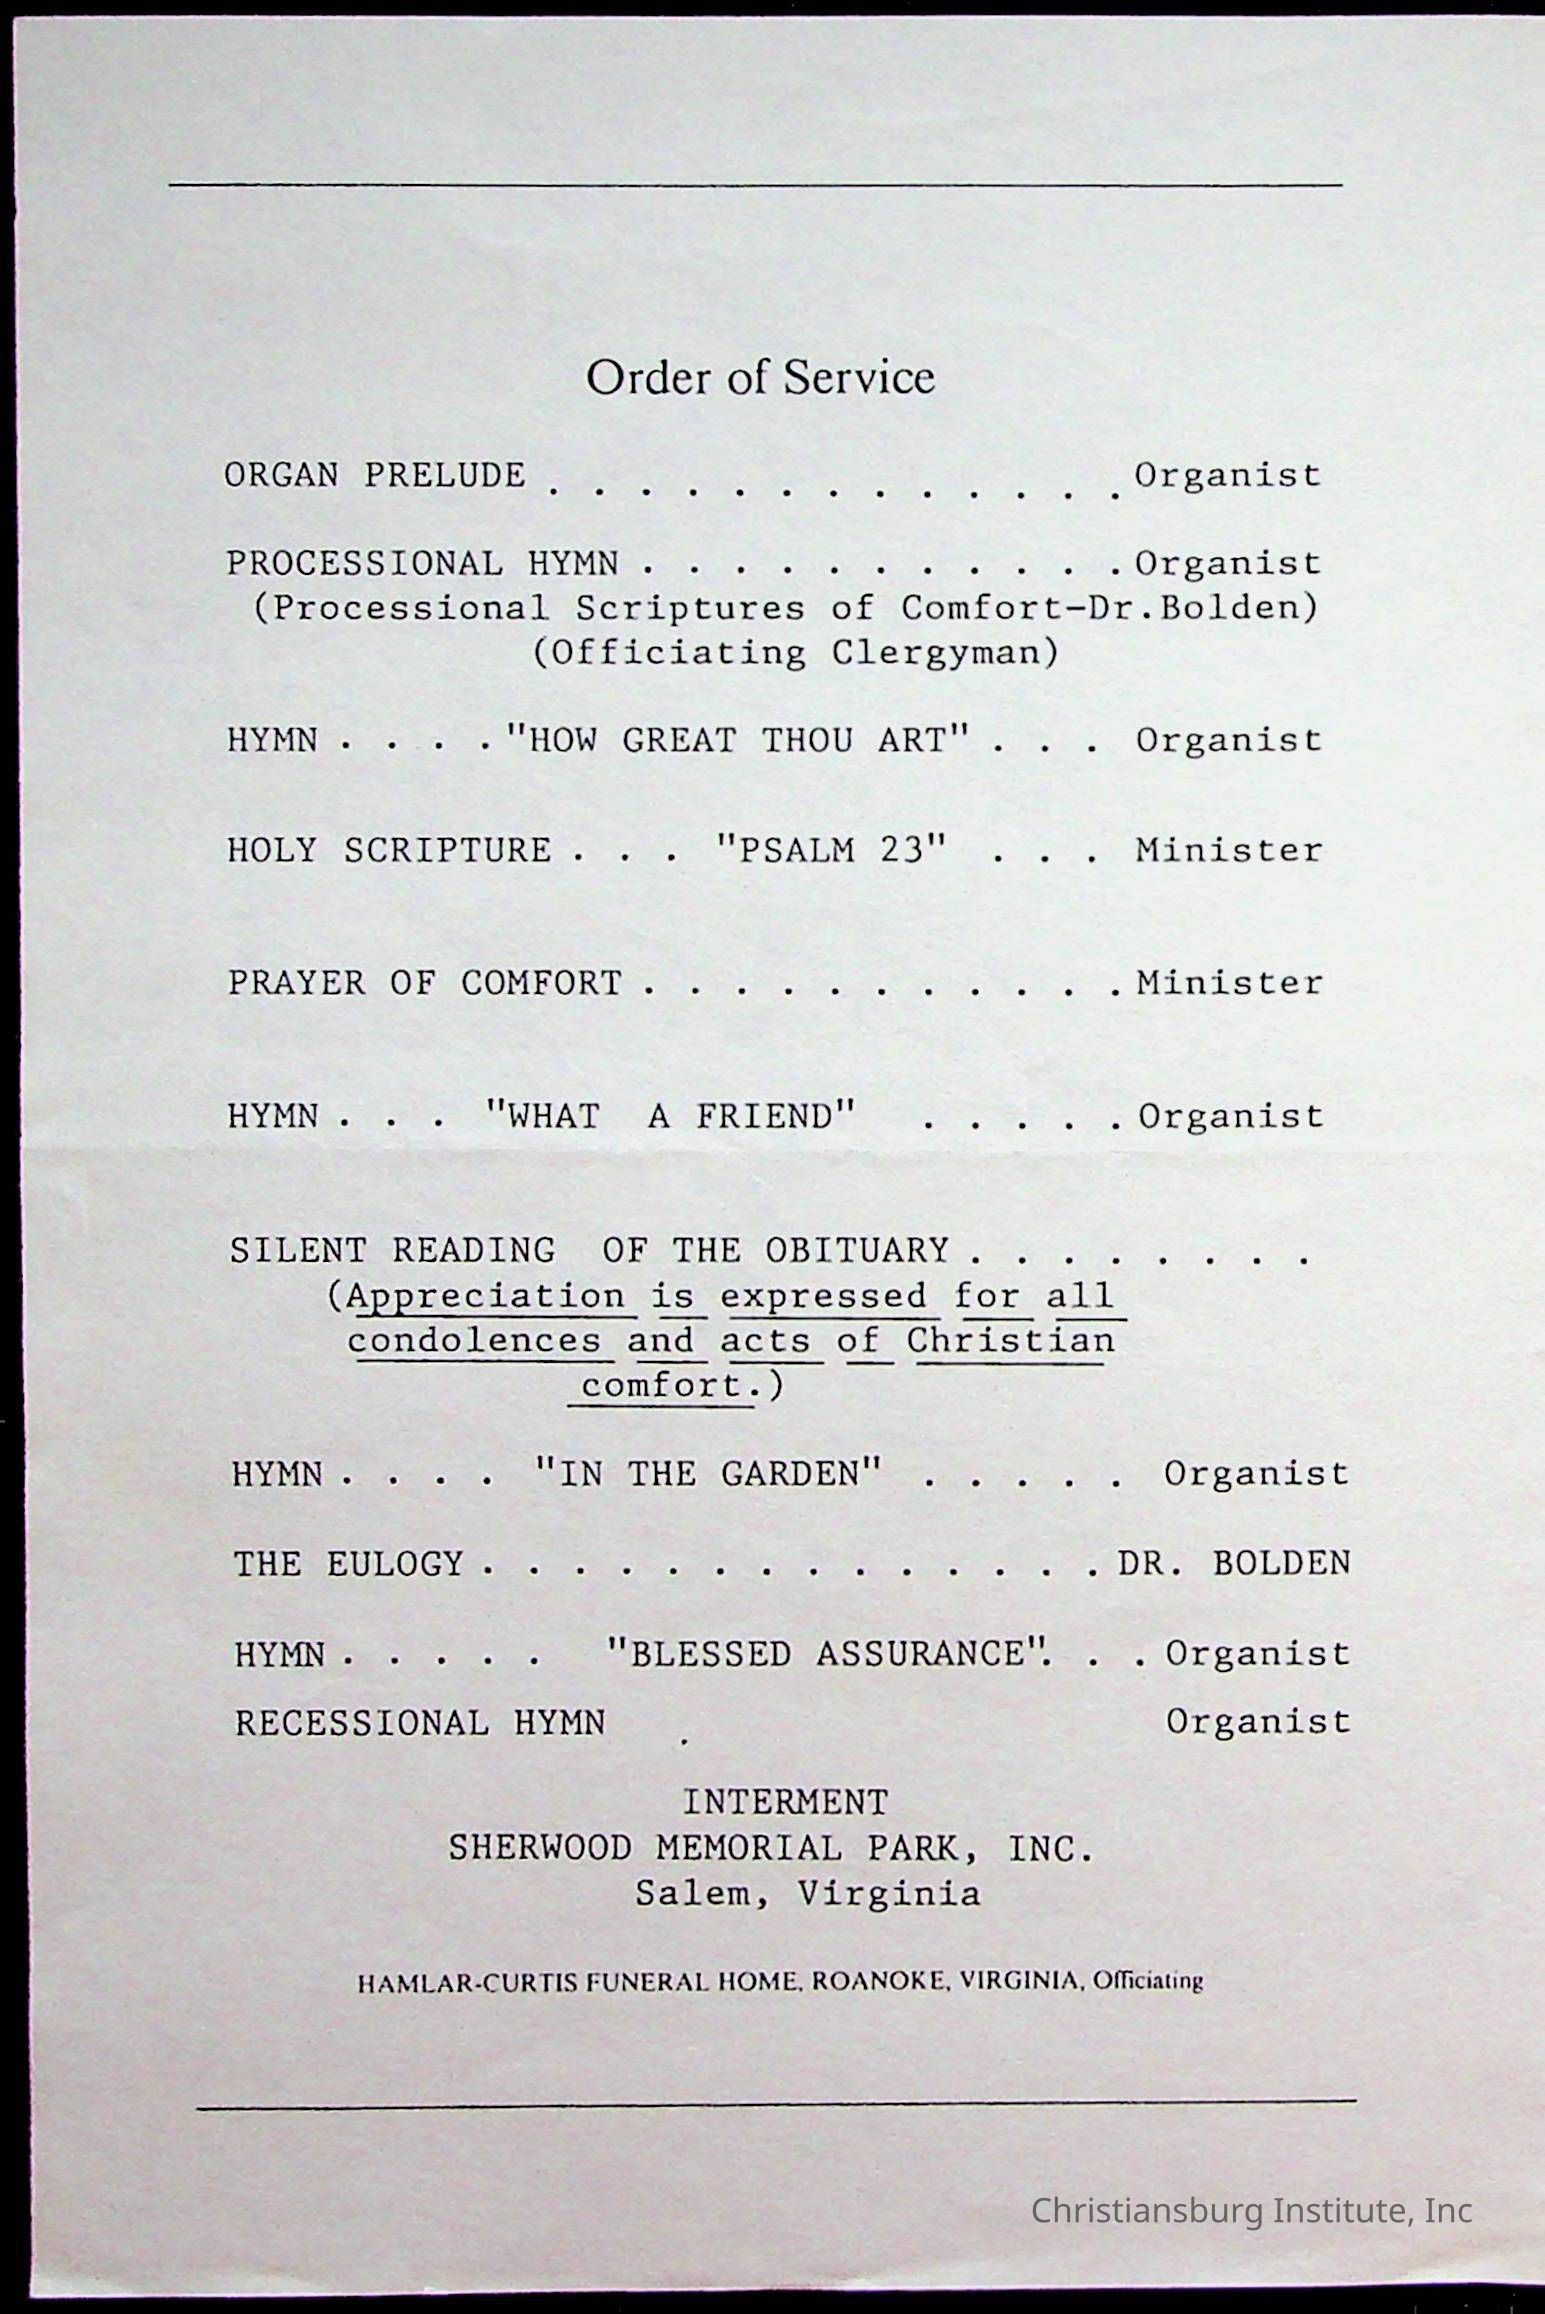 Order of Service
ORGAN PRELUDE . . . . . . . . . . . . . Organist
PROCESSIONAL HYMN . . . . . . . . . . . Organist
(Processional Scriptures of Comfort-Dr.Bolden)
(Officiating Clergyman)
HYMN . . . . "HOW GREAT THOU ART" . . . Organist
HOLY SCRIPTURE . . . "PSALM 23" . . . Minister
PRAYER OF COMFORT . . . . . . . . . . . Minister
HYMN . . . "WHAT A FRIEND" . . . . . Organist
SILENT READING OF THE OBITUARY . . . . . . . .
(Appreciation is expressed for all
condolences and acts of Christian
comfort.)
HYMN . . . . "IN THE GARDEN" . . . . . Organist
THE EULOGY . . . . . . . . . . . . . . DR. BOLDEN
HYMN . . . . . "BLESSED ASSURANCE". . . Organist
RECESSIONAL HYMN . Organist
INTERMENT
SHERWOOD MEMORIAL PARK, INC.
Salem, Virginia
HAMLAR-CURTIS FUNERAL HOME, ROANOKE, VIRGINIA, Officiating
Christiansburg Institute, Inc